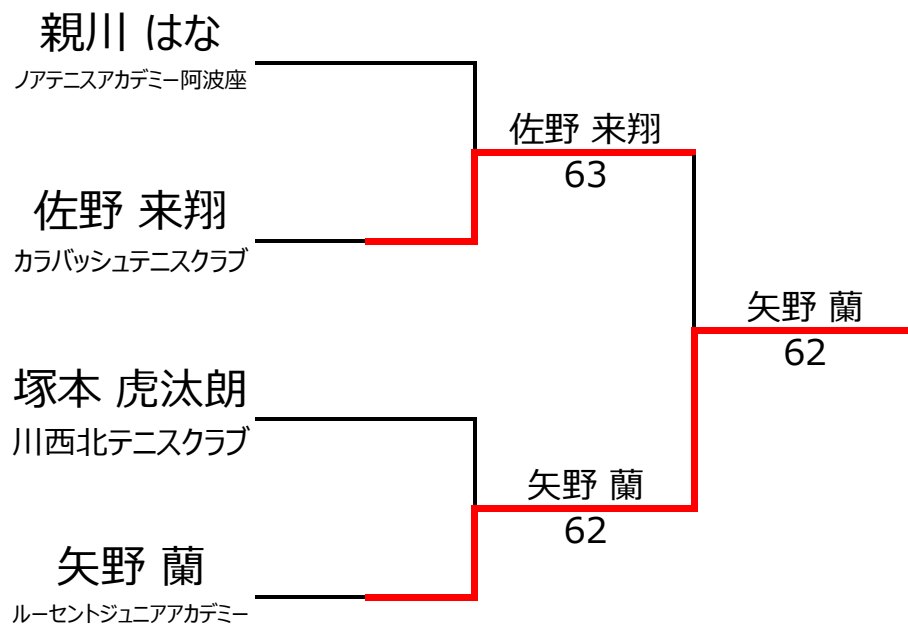 親川 はな
ノアテニスアカデミー阿波座
佐野 来翔
63
佐野 来翔
カラバッシュテニスクラブ
矢野 蘭
62
塚本 虎汰朗
川西北テニスクラブ
矢野 蘭
62
矢野 蘭
ルーセントジュニアアカデミー